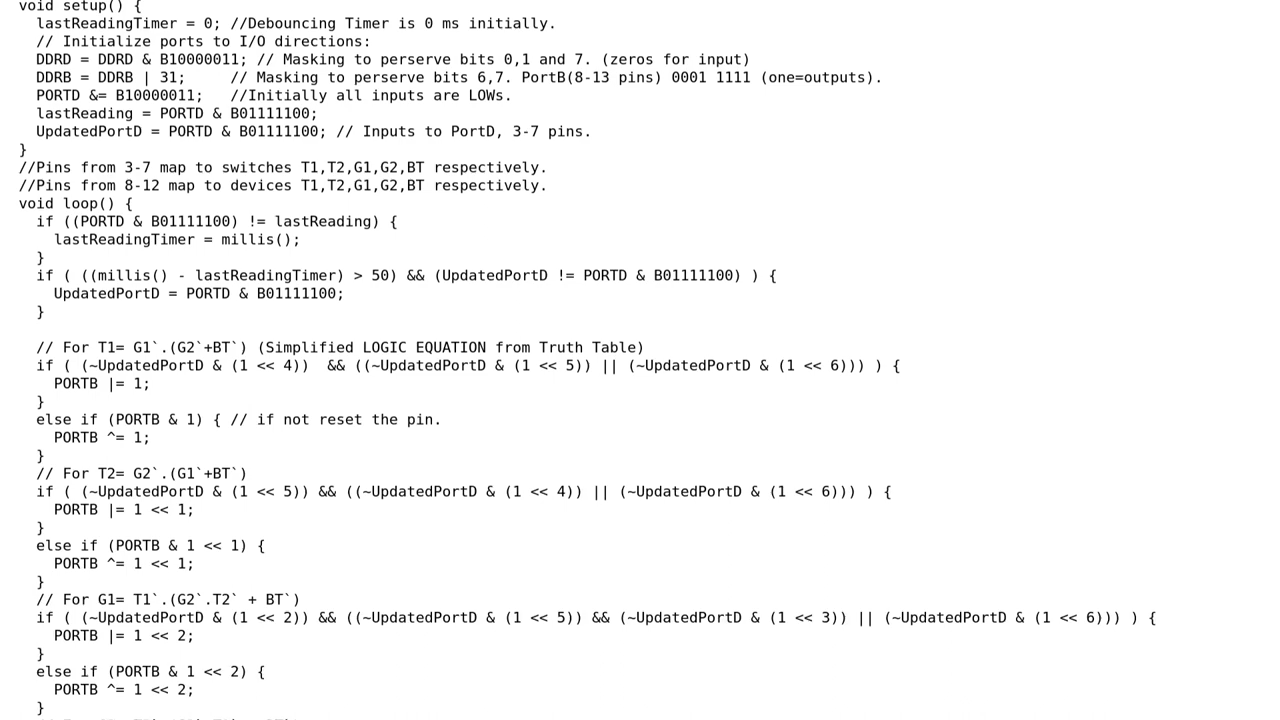 void setup() {
  lastReadingTimer = 0; //Debouncing Timer is 0 ms initially.
  // Initialize ports to I/O directions:
  DDRD = DDRD & B10000011; // Masking to perserve bits 0,1 and 7. (zeros for input)
  DDRB = DDRB | 31;     // Masking to perserve bits 6,7. PortB(8-13 pins) 0001 1111 (one=outputs).
  PORTD &= B10000011;   //Initially all inputs are LOWs.
  lastReading = PORTD & B01111100;
  UpdatedPortD = PORTD & B01111100; // Inputs to PortD, 3-7 pins.
}
//Pins from 3-7 map to switches T1,T2,G1,G2,BT respectively.
//Pins from 8-12 map to devices T1,T2,G1,G2,BT respectively.
void loop() {
  if ((PORTD & B01111100) != lastReading) {
    lastReadingTimer = millis();
  }
  if ( ((millis() - lastReadingTimer) > 50) && (UpdatedPortD != PORTD & B01111100) ) {
    UpdatedPortD = PORTD & B01111100;
  }

  // For T1= G1`.(G2`+BT`) (Simplified LOGIC EQUATION from Truth Table)
  if ( (~UpdatedPortD & (1 << 4))  && ((~UpdatedPortD & (1 << 5)) || (~UpdatedPortD & (1 << 6))) ) {
    PORTB |= 1;
  }
  else if (PORTB & 1) { // if not reset the pin.
    PORTB ^= 1;
  }
  // For T2= G2`.(G1`+BT`)
  if ( (~UpdatedPortD & (1 << 5)) && ((~UpdatedPortD & (1 << 4)) || (~UpdatedPortD & (1 << 6))) ) {
    PORTB |= 1 << 1;
  }
  else if (PORTB & 1 << 1) {
    PORTB ^= 1 << 1;
  }
  // For G1= T1`.(G2`.T2` + BT`)
  if ( (~UpdatedPortD & (1 << 2)) && ((~UpdatedPortD & (1 << 5)) && (~UpdatedPortD & (1 << 3)) || (~UpdatedPortD & (1 << 6))) ) {
    PORTB |= 1 << 2;
  }
  else if (PORTB & 1 << 2) {
    PORTB ^= 1 << 2;
  }